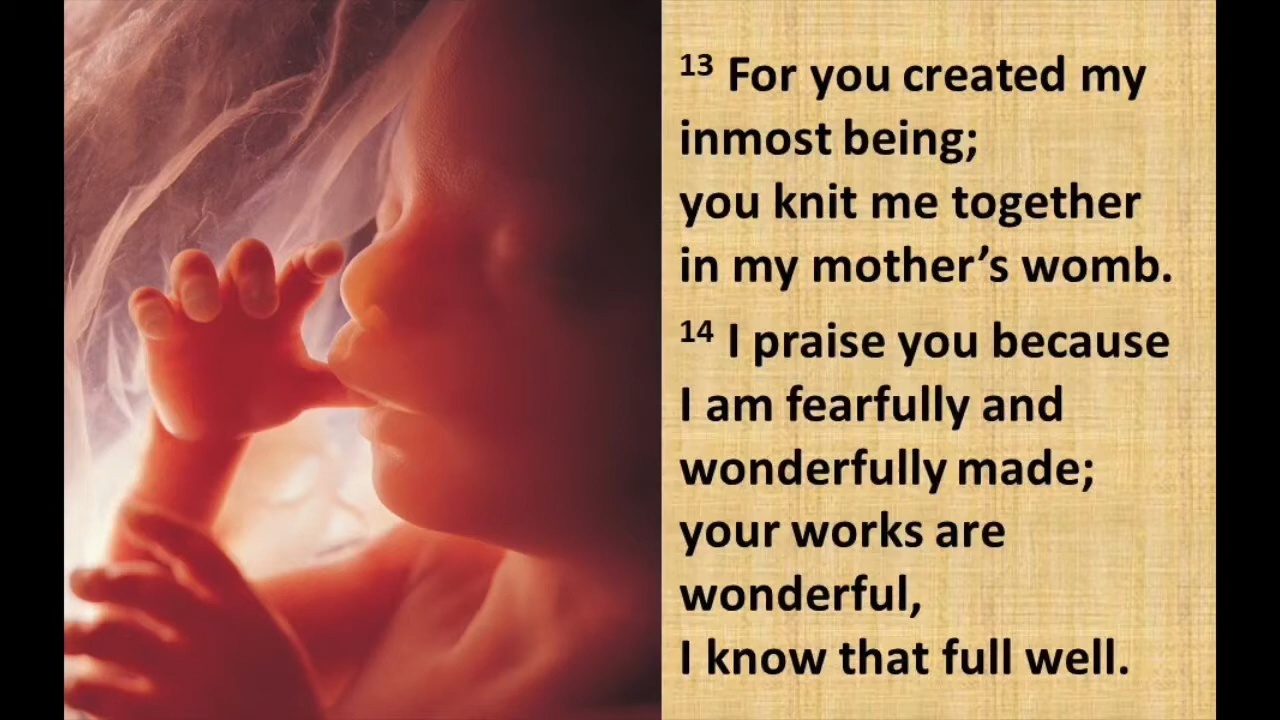 13 For you created my
inmost being;
you knit me together
in my mother’s womb.
14 I praise you because
I am fearfully and
wonderfully made;
your works are
wonderful,
I know that full well.